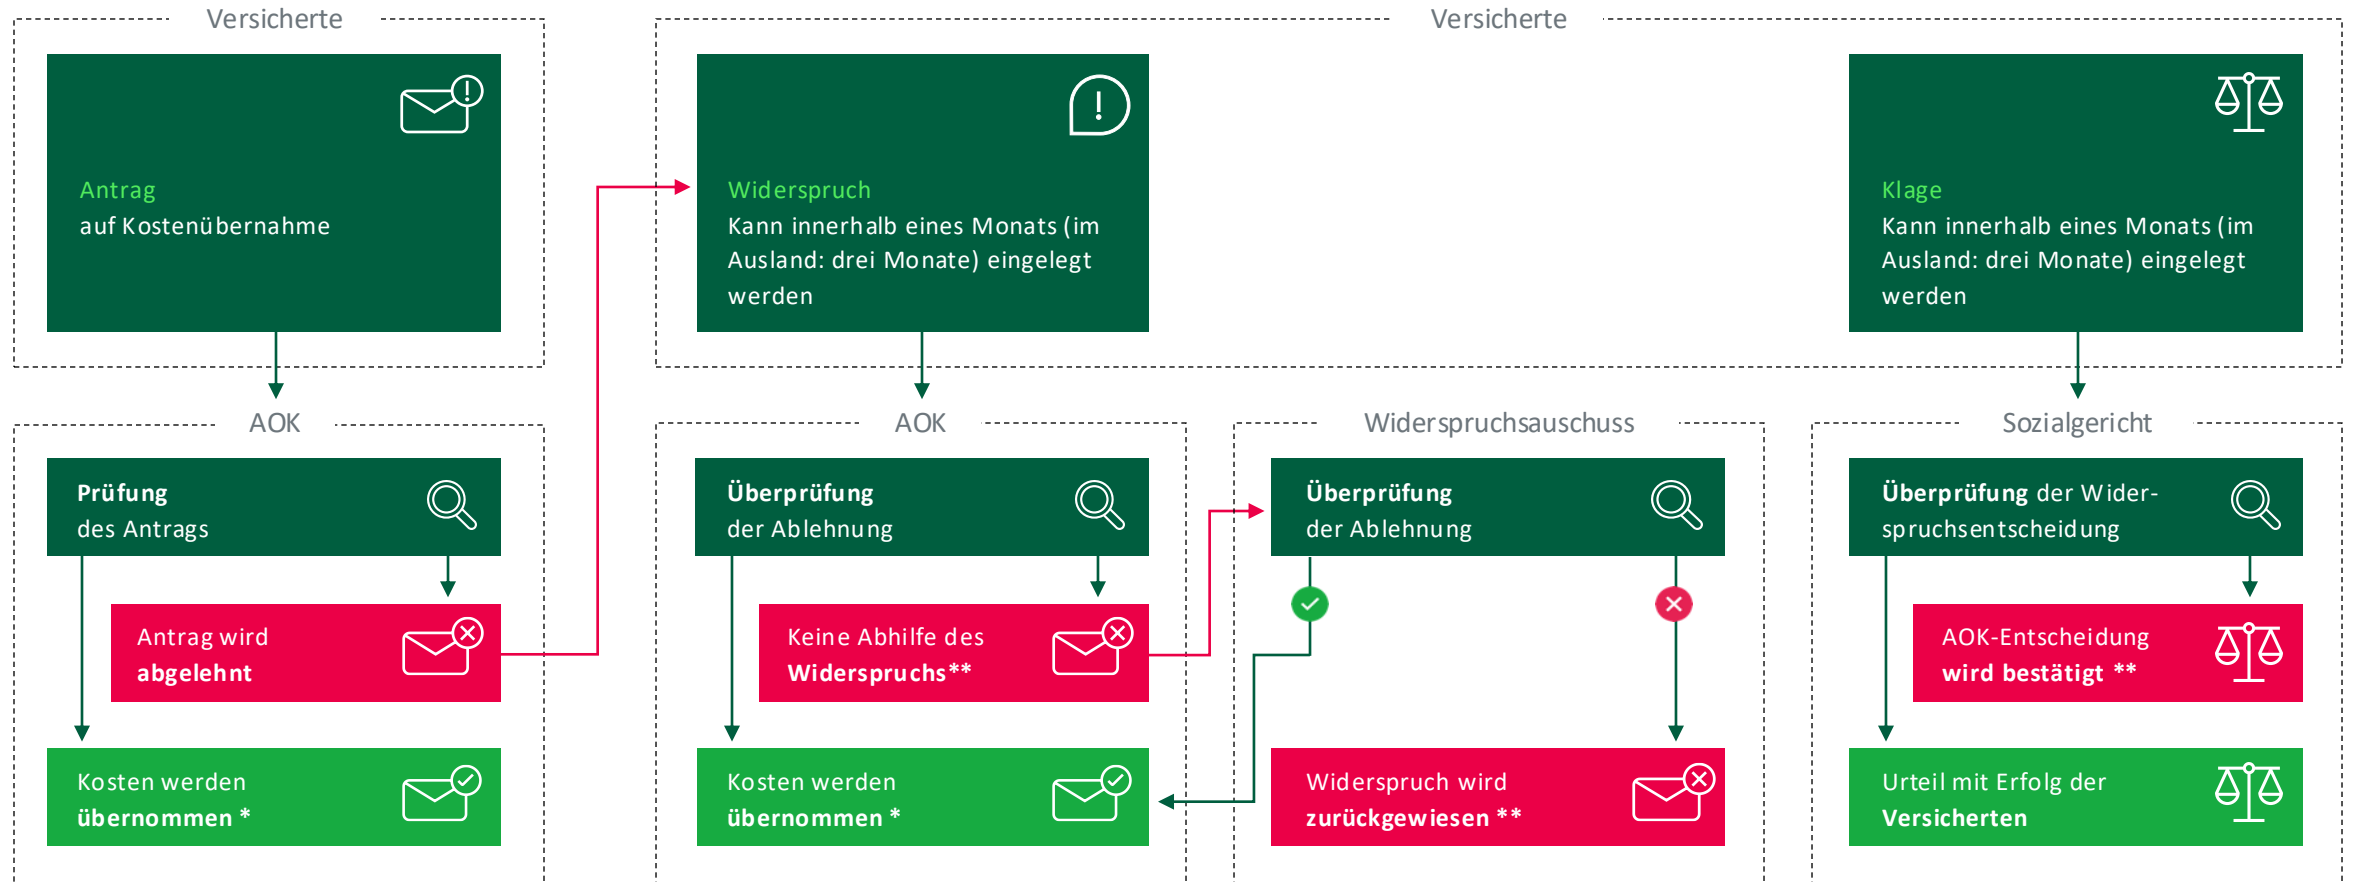 Versicherte
Antrag
auf Kostenübernahme
Versicherte
Widerspruch
Kann innerhalb eines Monats (im
Ausland: drei Monate) eingelegt
werden
Klage
Kann innerhalb eines Monats (im
Ausland: drei Monate) eingelegt
werden
AOK
Prüfung
des Antrags
Antrag wird
abgelehnt
Kosten werden
übernommen *
AOK
Überprüfung
der Ablehnung
Keine Abhilfe des
Widerspruchs**
Kosten werden
übernommen *
Widerspruchsauschuss
Überprüfung
der Ablehnung
Widerspruch wird
zurückgewiesen **
Sozialgericht
Überprüfung der Wider-
spruchsentscheidung
AOK-Entscheidung
wird bestätigt **
Urteil mit Erfolg der
Versicherten